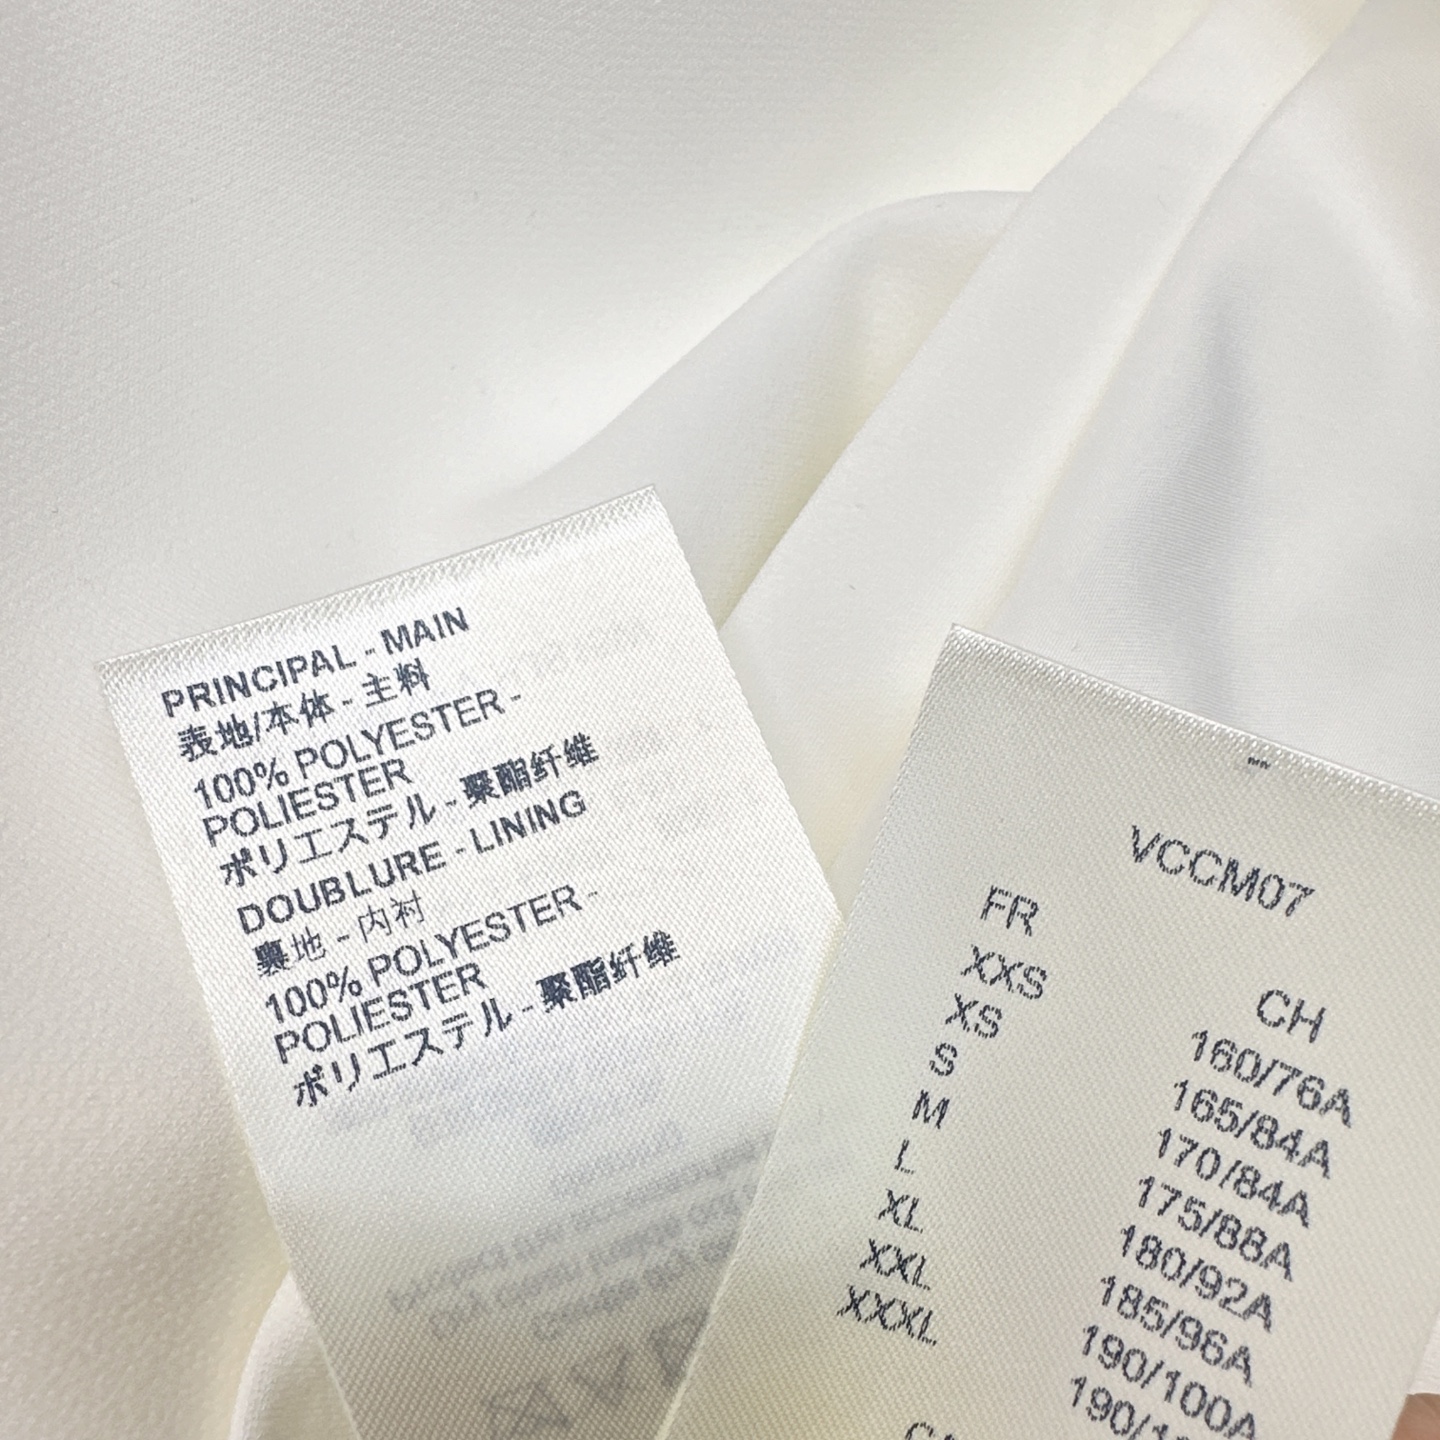 PRINCIPAL - MAIN
表地/本体 - 主料
100% POLYESTER -
POLIESTER
ポリエステル - 聚酯纤维
DOUBLURE - LINING
裏地 - 内衬
100% POLYESTER -
POLIESTER
ポリエステル - 聚酯纤维
VCCM07
FR
XXS
XS
S
M
L
XL
XXL
XXXL
CH
160/76A
165/84A
170/84A
175/88A
180/92A
185/96A
190/100A